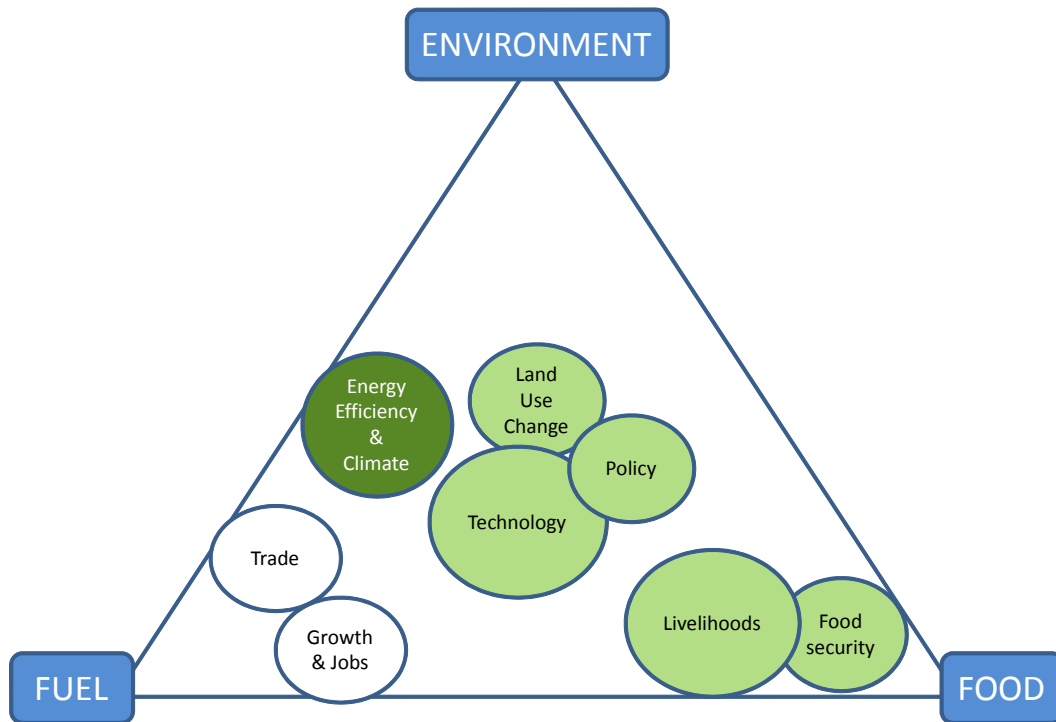 ENVIRONMENT
Energy
Efficiency
&
Climate
Land
Use
Change
Policy
Technology
Trade
Growth
& Jobs
Livelihoods
Food
security
FUEL
FOOD